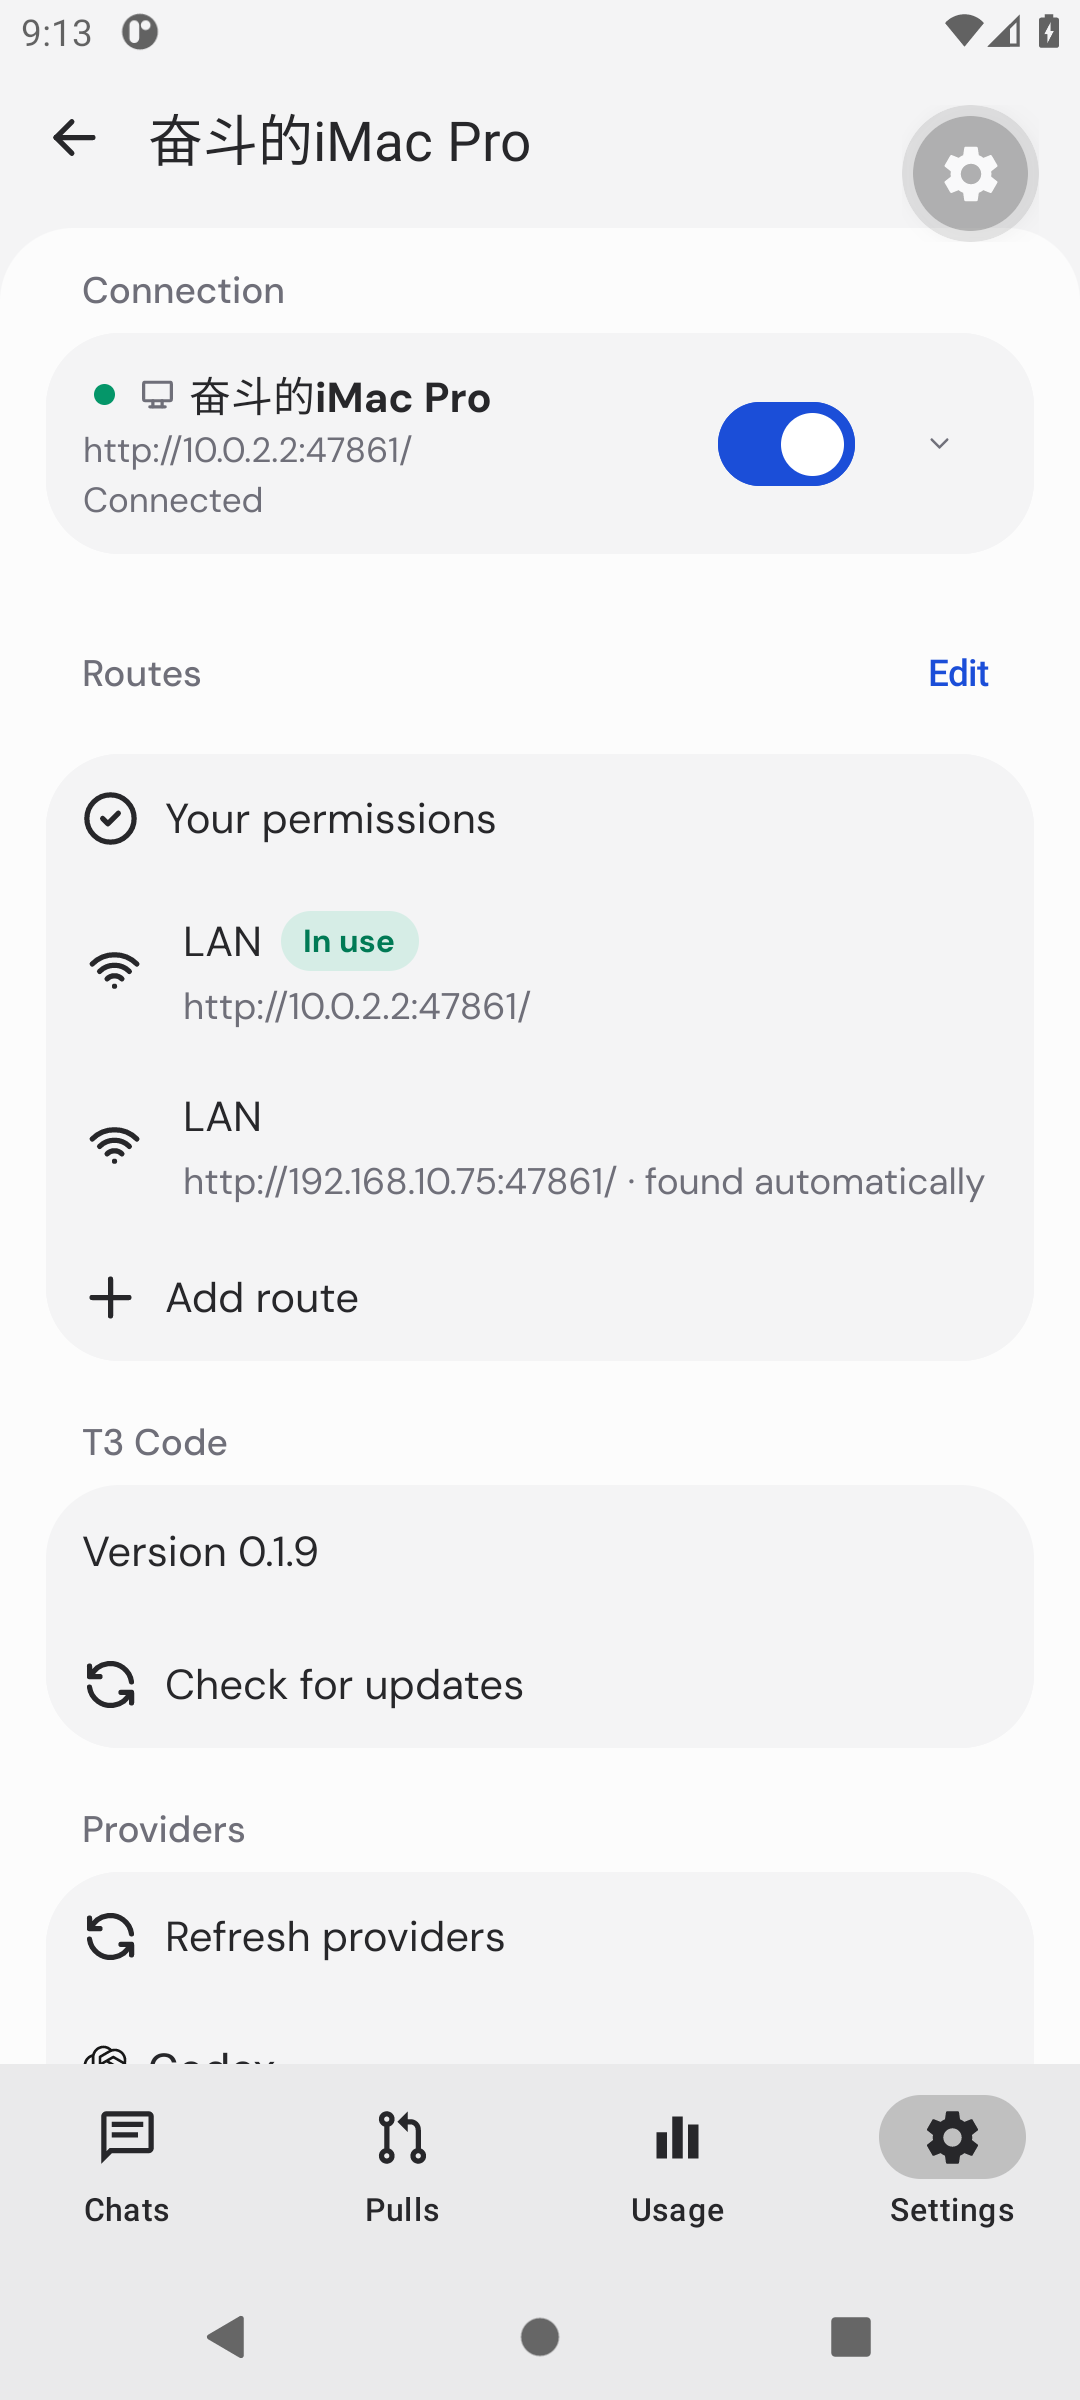 9:13
奋斗的iMac Pro
Connection
奋斗的iMac Pro
http://10.0.2.2:47861/
Connected
Routes
Edit
Your permissions
LAN
In use
http://10.0.2.2:47861/
LAN
http://192.168.10.75:47861/ · found automatically
Add route
T3 Code
Version 0.1.9
Check for updates
Providers
Refresh providers
Codex
Chats
Pulls
Usage
Settings